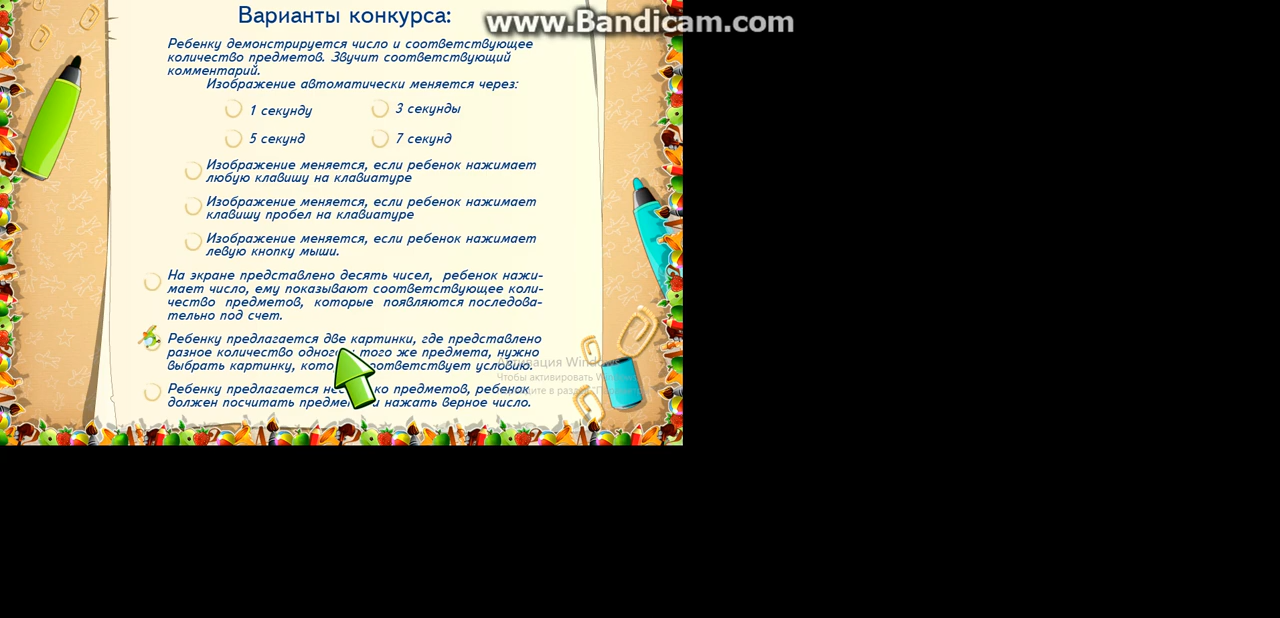 Варианты конкурса:
www.Bandicam.com
Ребенку демонстрируется число и соответствующее
количество предметов. Звучит соответствующий
комментарий.
Изображение автоматически меняется через:
1 секунду
3 секунды
5 секунд
7 секунд
Изображение меняется, если ребенок нажимает
любую клавишу на клавиатуре
Изображение меняется, если ребенок нажимает
клавишу пробел на клавиатуре
Изображение меняется, если ребенок нажимает
левую кнопку мыши.
На экране представлено десять чисел, ребенок нажи-
мает число, ему показывают соответствующее коли-
чество предметов, которые появляются последова-
тельно под счет.
Ребенку предлагается две картинки, где представлено
разное количество одного и того же предмета, нужно
выбрать картинку, соответствует условию.
Ребенку предлагается предметов, ребенок
должен посчитать и нажать верное число.
Активация Windows
Чтобы активировать
в